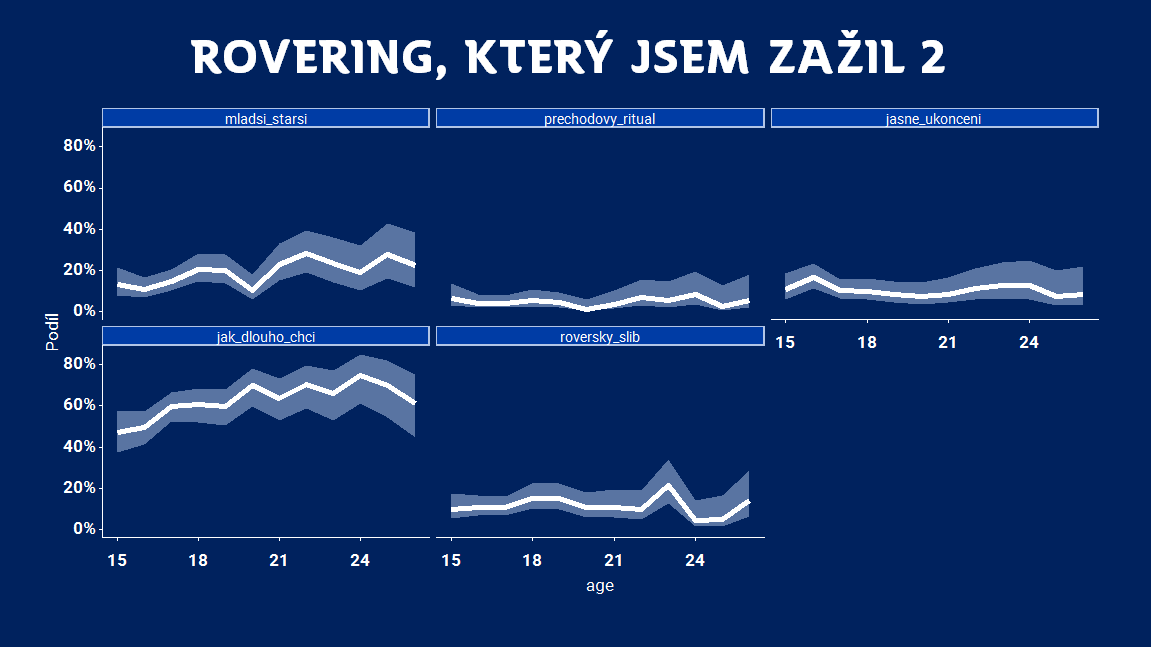 ROVERING, KTERÝ JSEM ZAŽIL 2
mladsi_starsi
prechodovy_ritual
jasne_ukonceni
80%
60%
40%
20%
0%
15
18
21
24
Podíl
jak_dlouho_chci
roversky_slib
80%
60%
40%
20%
0%
15
18
21
24
15
18
21
24
age